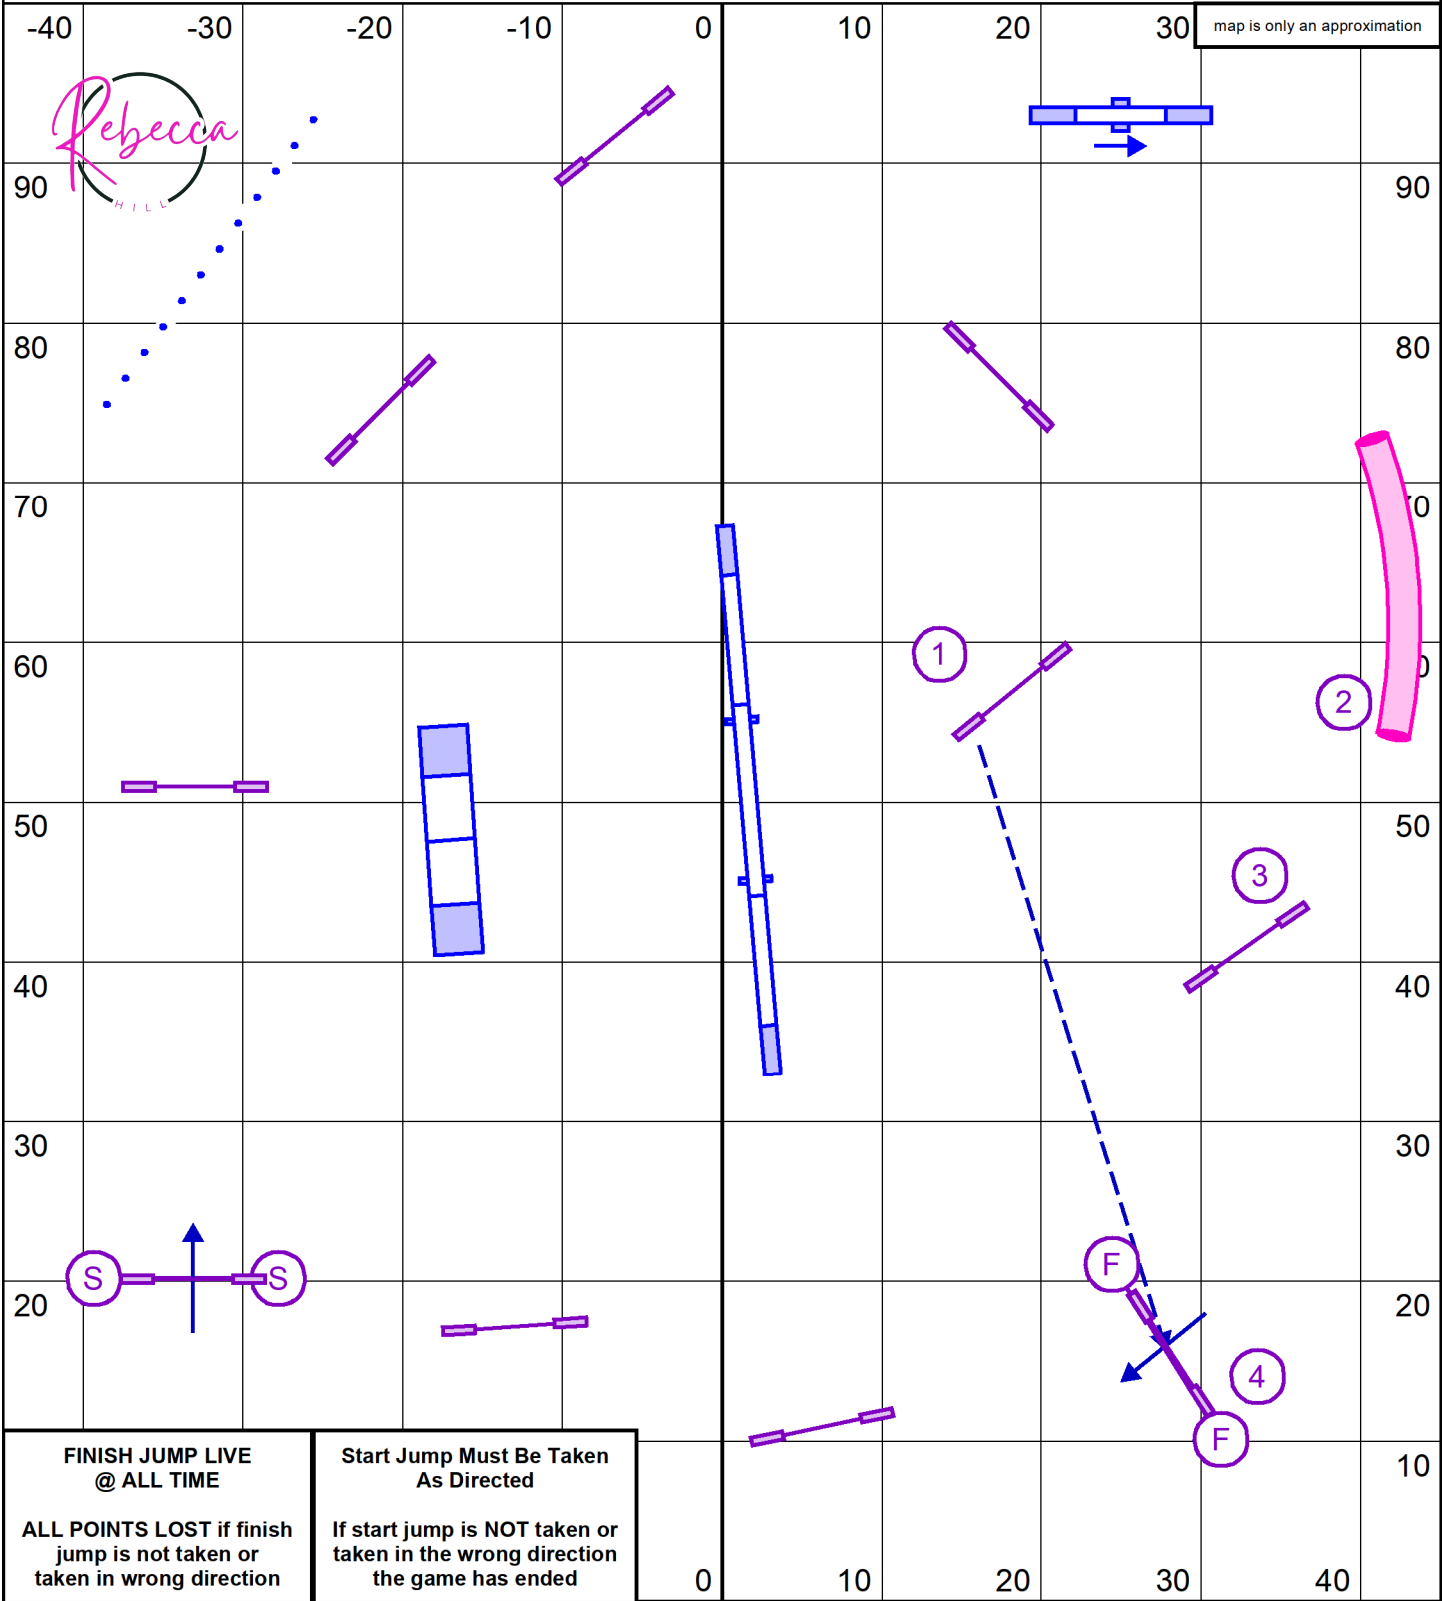 -40 -30 -20 -10 0 10 20 30
map is only an approximation
Rebecca
HILL
90 90
80 80
70 70
1
60 0
2
50 50
3
40 40
30 30
F
S S
20 20
4
F
10
FINISH JUMP LIVE
@ ALL TIME
ALL POINTS LOST if finish
jump is not taken or
taken in wrong direction
Start Jump Must Be Taken
As Directed
If start jump is NOT taken or
taken in the wrong direction
the game has ended
0 10 20 30 40